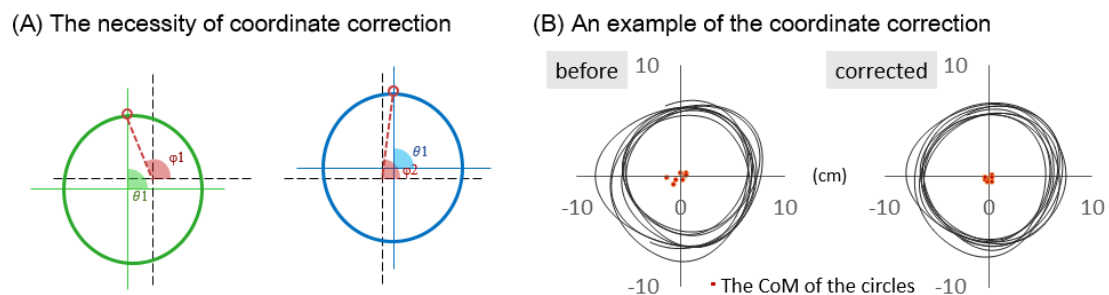 (A) The necessity of coordinate correction
φ1
θ1
θ1
φ2
(B) An example of the coordinate correction
before
10
-10
0
10
-10
(cm)
corrected
10
-10
0
10
-10
The CoM of the circles